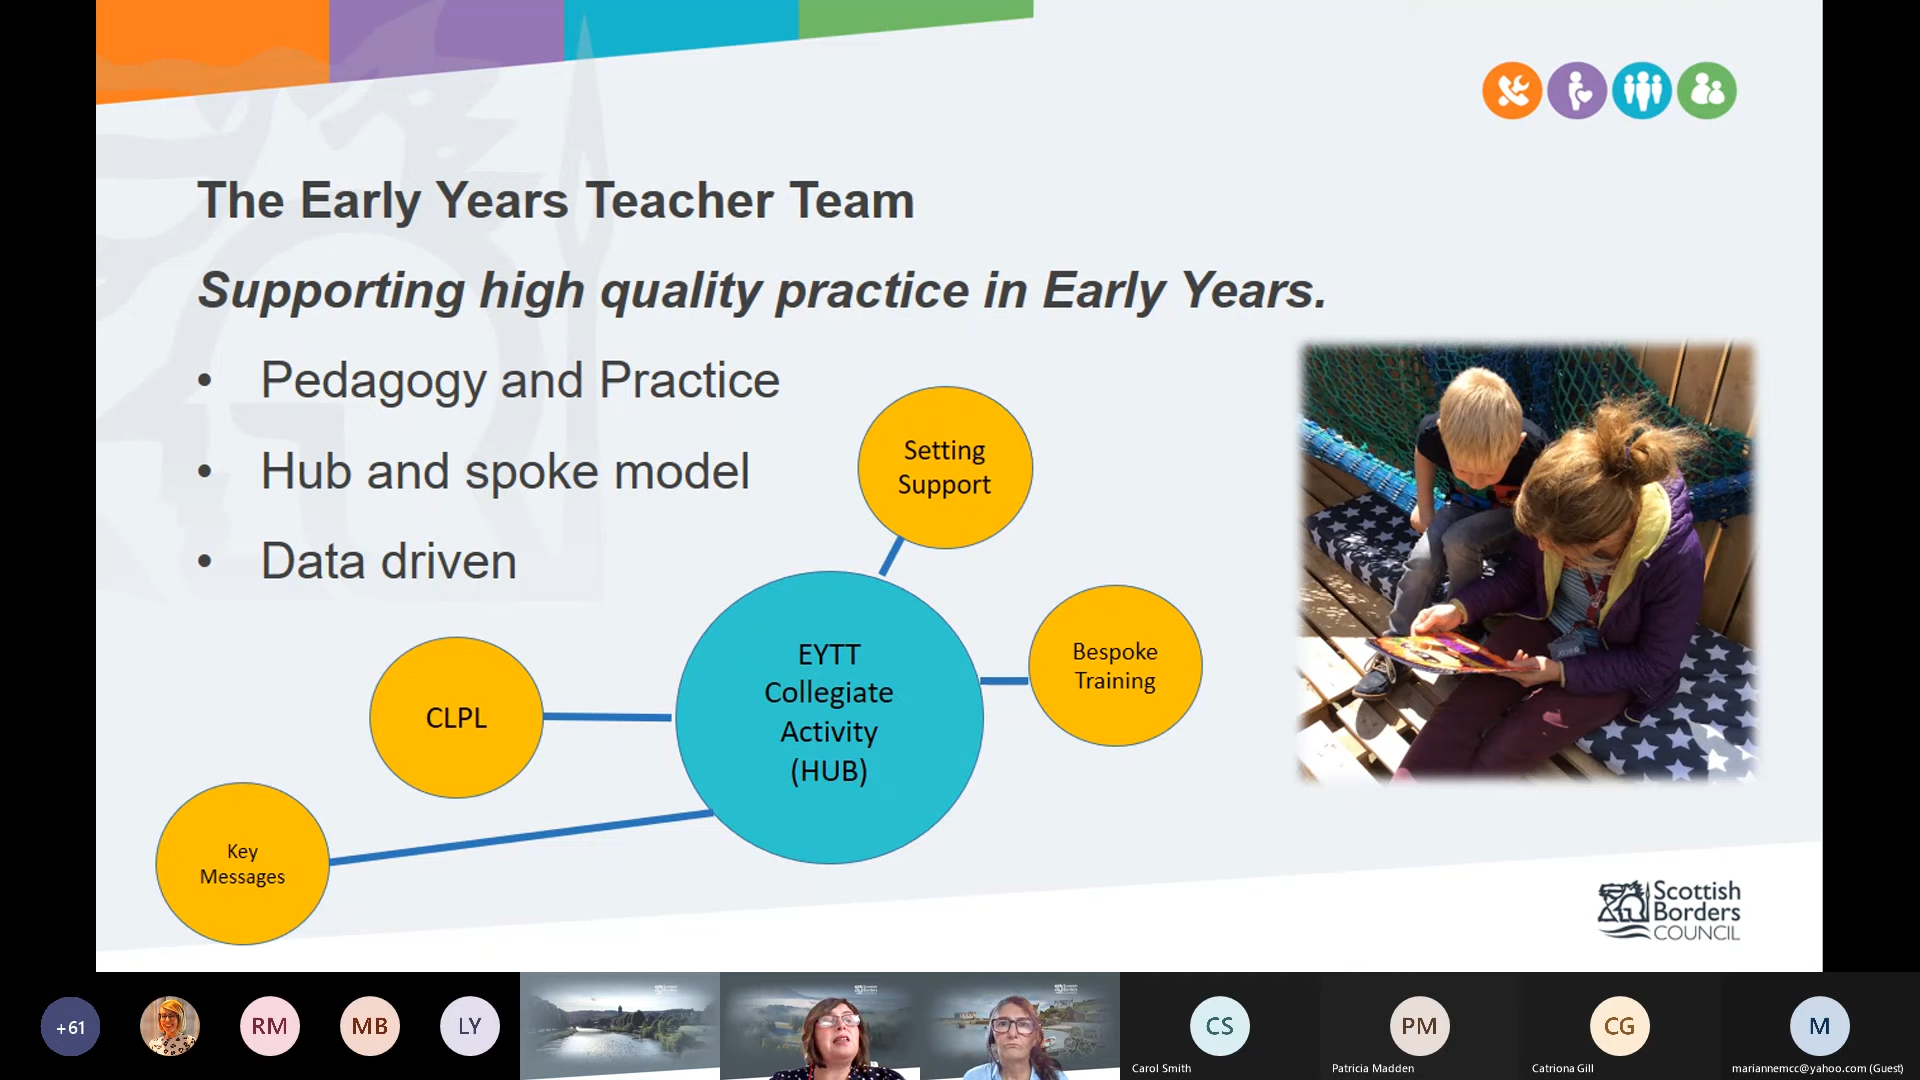 The Early Years Teacher Team
Supporting high quality practice in Early Years.
• Pedagogy and Practice
• Hub and spoke model
• Data driven
Setting
Support
EYTT
Collegiate
Activity
(HUB)
Bespoke
Training
CLPL
Key
Messages
Scottish
Borders
COUNCIL
+61
RM
MB
LY
CS
PM
CG
M
Carol Smith
Patricia Madden
Catriona Gill
mariannemcc@yahoo.com (Guest)